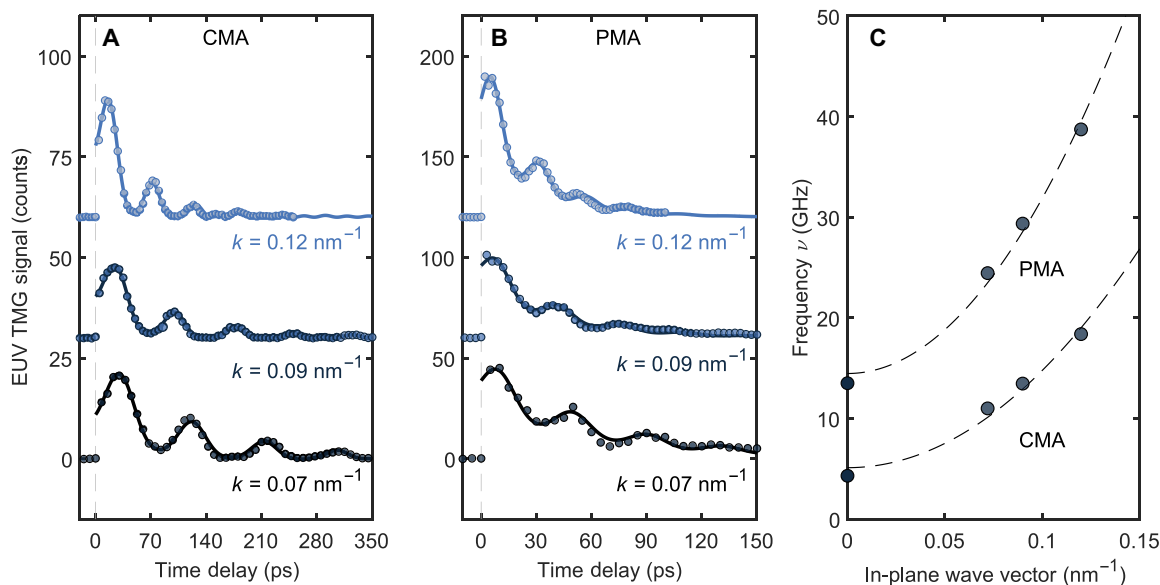 A CMA
EUV TMG signal (counts)
100
75
50
25
0
k = 0.12 nm⁻¹
k = 0.09 nm⁻¹
k = 0.07 nm⁻¹
0 70 140 210 280 350
Time delay (ps)
B PMA
200
150
100
50
0
k = 0.12 nm⁻¹
k = 0.09 nm⁻¹
k = 0.07 nm⁻¹
0 30 60 90 120 150
Time delay (ps)
C
Frequency ν (GHz)
50
40
30
20
10
0
PMA
CMA
0 0.05 0.1 0.15
In-plane wave vector (nm⁻¹)